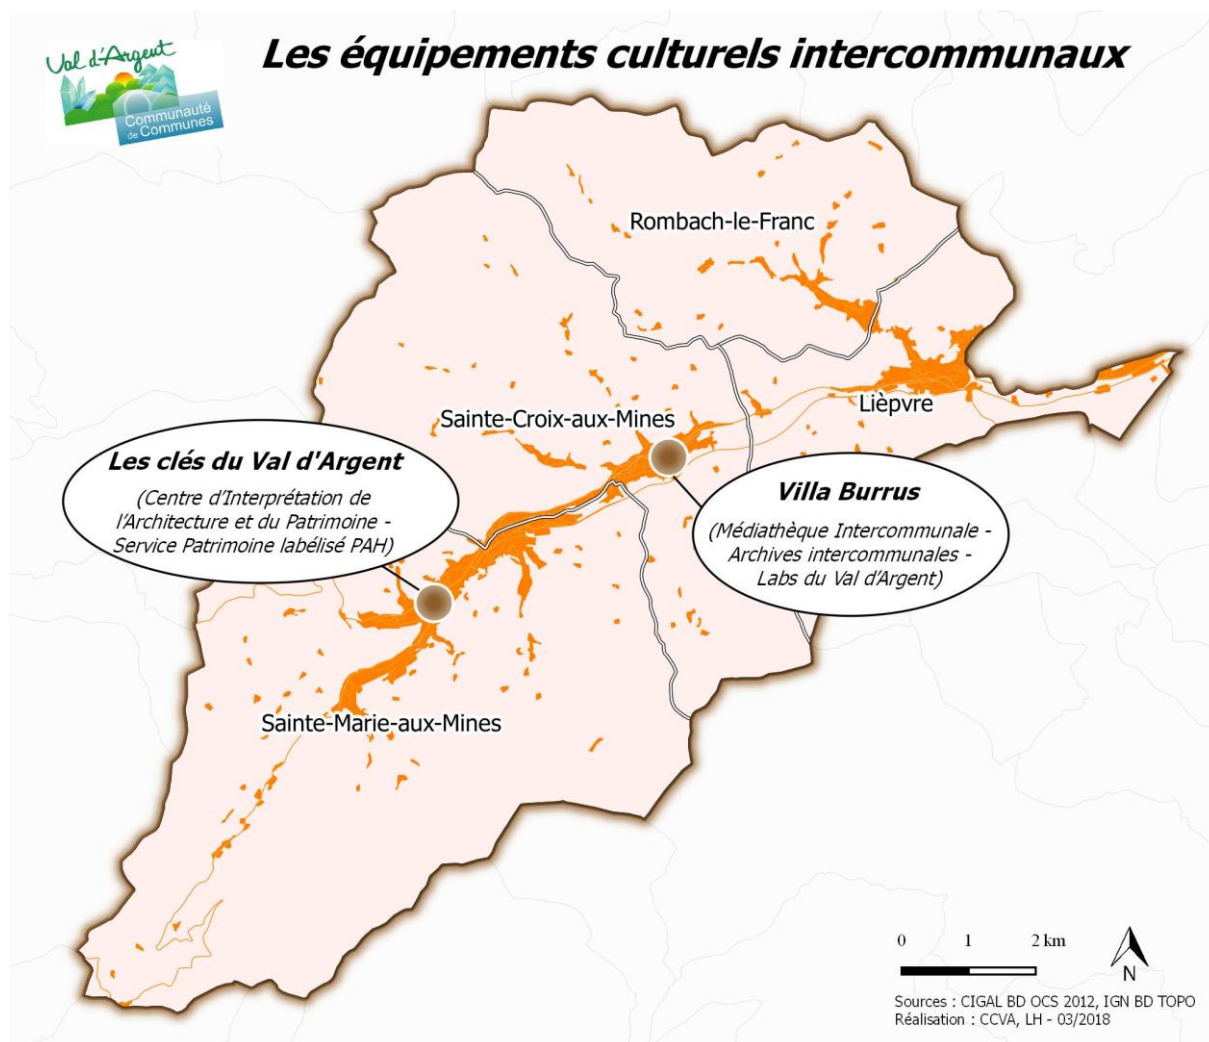 Val d'Argent
Communauté
de Communes
Les équipements culturels intercommunaux
Rombach-le-Franc
Lièpvre
Sainte-Croix-aux-Mines
Les clés du Val d'Argent
(Centre d'Interprétation de
l'Architecture et du Patrimoine -
Service Patrimoine labélisé PAH)
Villa Burrus
(Médiathèque Intercommunale -
Archives intercommunales -
Labs du Val d'Argent)
Sainte-Marie-aux-Mines
0 1 2 km
N
Sources : CIGAL BD OCS 2012, IGN BD TOPO
Réalisation : CCVA, LH - 03/2018